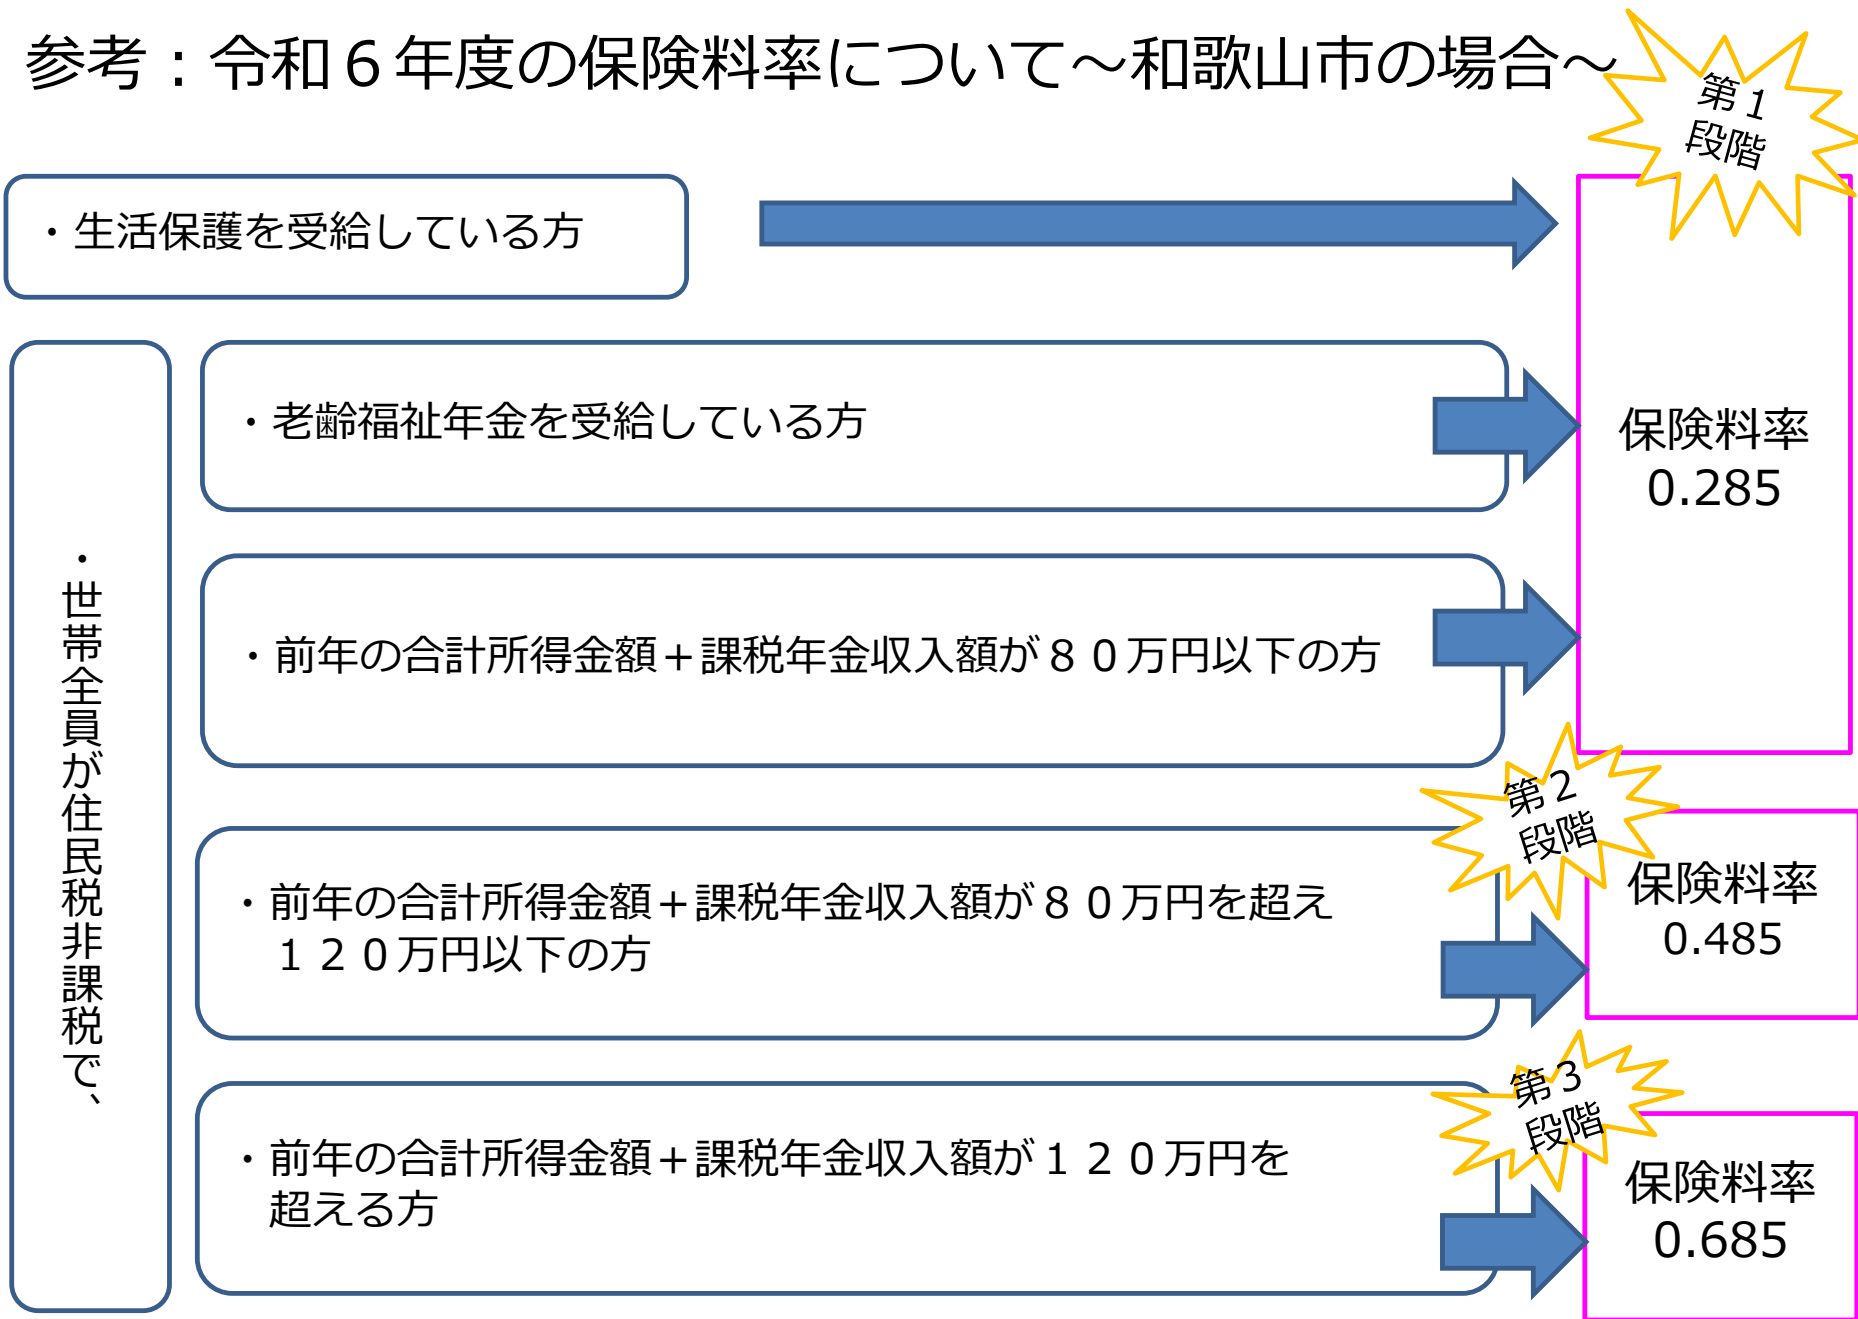 参考：令和６年度の保険料率について～和歌山市の場合～
第１
段階
・生活保護を受給している方
・世帯全員が住民税非課税で、
・老齢福祉年金を受給している方
保険料率
0.285
・前年の合計所得金額＋課税年金収入額が８０万円以下の方
第２
段階
・前年の合計所得金額＋課税年金収入額が８０万円を超え
１２０万円以下の方
保険料率
0.485
第３
段階
・前年の合計所得金額＋課税年金収入額が１２０万円を
超える方
保険料率
0.685